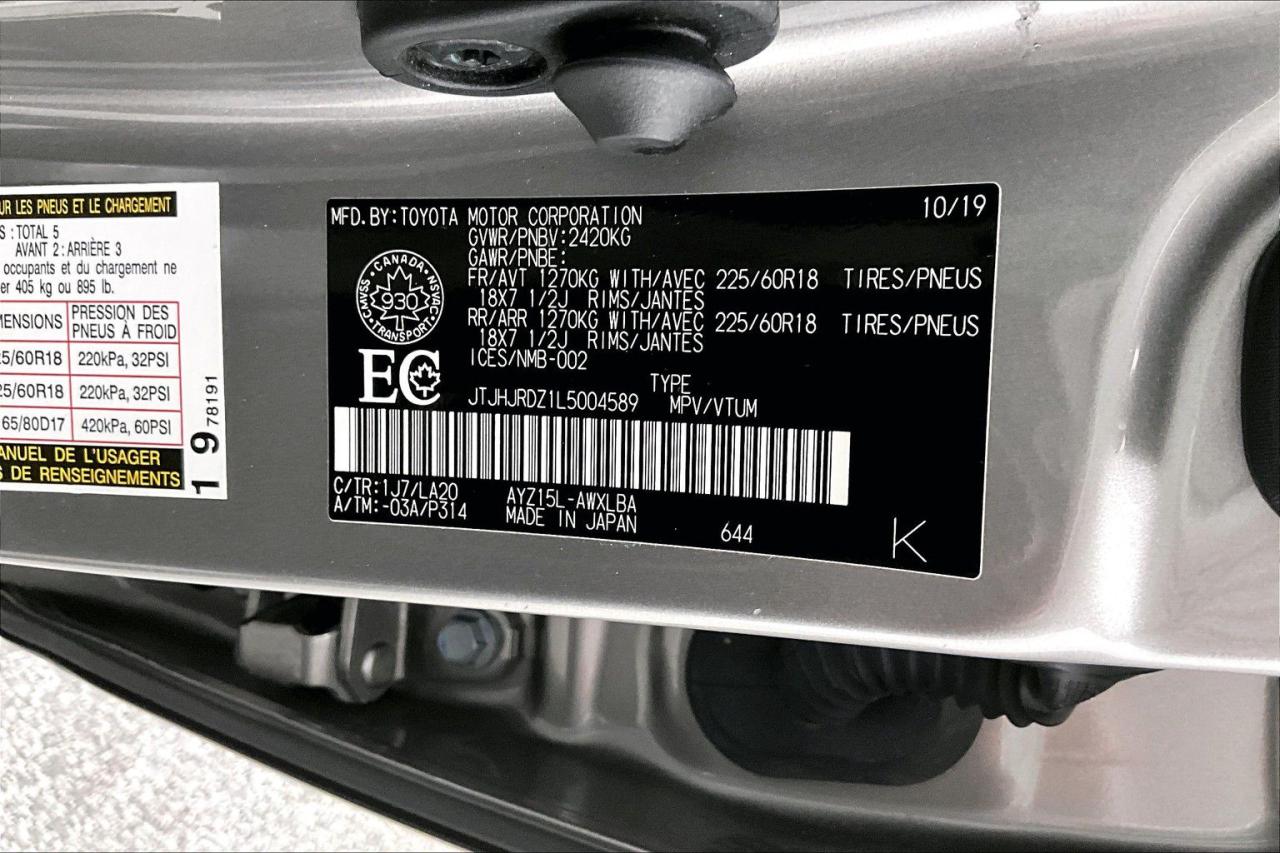 UR LES PNEUS ET LE CHARGEMENT
S : TOTAL 5
AVANT 2 : ARRIÈRE 3
occupants et du chargement ne
er 405 kg ou 895 lb.
MENSIONS PRESSION DES PNEUS À FROID
25/60R18 220kPa, 32PSI
25/60R18 220kPa, 32PSI
65/80D17 420kPa, 60PSI
ANUEL DE L'USAGER
S DE RENSEIGNEMENTS
19 78191
MFD. BY: TOYOTA MOTOR CORPORATION 10/19
GVWR/PNBV: 2420KG
GAWR/PNBE:
FR/AVT 1270KG WITH/AVEC 225/60R18 TIRES/PNEUS
18X7 1/2J RIMS/JANTES
RR/ARR 1270KG WITH/AVEC 225/60R18 TIRES/PNEUS
18X7 1/2J RIMS/JANTES
ICES/NMB-002
CANADA
CMVSS NSVAC
930
TRANSPORT
EC
TYPE
JTJHJRDZ1L5004589 MPV/VTUM
C/TR: 1J7/LA20 AYZ15L-AWXLBA
A/TM: -03A/P314 MADE IN JAPAN 644 K